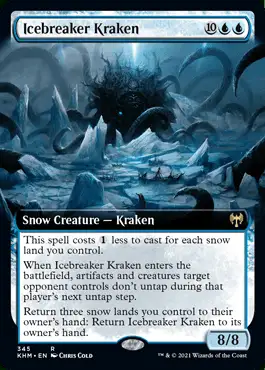 Icebreaker Kraken 10
Snow Creature — Kraken
This spell costs 1 less to cast for each snow
land you control.
When Icebreaker Kraken enters the
battlefield, artifacts and creatures target
opponent controls don't untap during that
player's next untap step.
Return three snow lands you control to their
owner's hand: Return Icebreaker Kraken to its
owner's hand.
8/8
345 R
KHM • EN Chris Cold ™ & © 2021 Wizards of the Coast